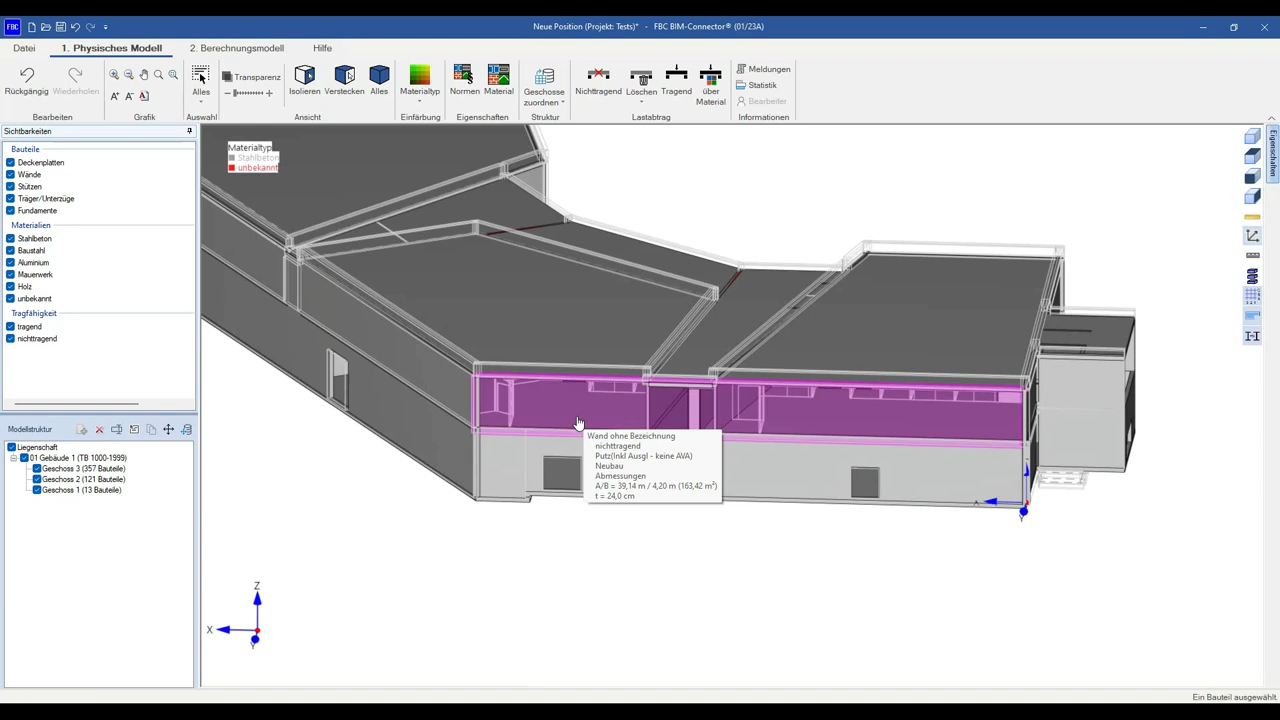 FBC
Neue Position (Projekt: Tests)* - FBC BIM-Connector® (01/23A)
Datei 1. Physisches Modell 2. Berechnungsmodell Hilfe
Rückgängig Wiederholen
Bearbeiten
Grafik
Alles
Auswahl
Transparenz
Isolieren Verstecken Alles
Ansicht
Materialtyp
Einfärbung
Normen Material
Eigenschaften
Geschosse
zuordnen
Struktur
Nichttragend Löschen Tragend über
Material
Lastabtrag
Meldungen
Statistik
Bearbeiter
Informationen
Sichtbarkeiten
Bauteile
Deckenplatten
Wände
Stützen
Träger/Unterzüge
Fundamente
Materialien
Stahlbeton
Baustahl
Aluminium
Mauerwerk
Holz
unbekannt
Tragfähigkeit
tragend
nichttragend
Modellstruktur
Liegenschaft
01 Gebäude 1 (TB 1000-1999)
Geschoss 3 (357 Bauteile)
Geschoss 2 (121 Bauteile)
Geschoss 1 (13 Bauteile)
Materialtyp
Stahlbeton
unbekannt
Wand ohne Bezeichnung
nichttragend
Putz(Inkl Ausgl - keine AVA)
Neubau
Abmessungen
A/B = 39,14 m / 4,20 m (163,42 m²)
t = 24,0 cm
X
Y
Z
X
Y
Eigenschaften
Ein Bauteil ausgewählt.